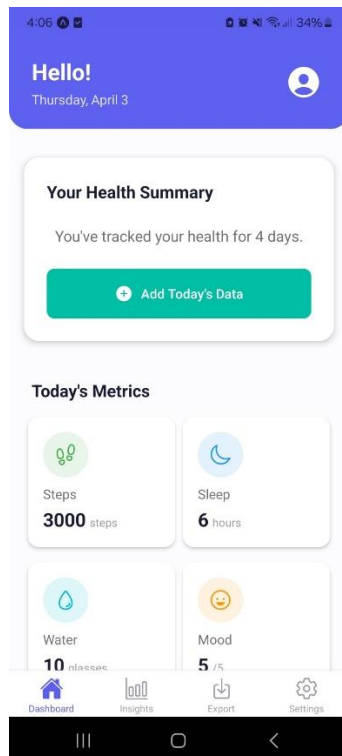 4:06 34%
Hello!
Thursday, April 3
Your Health Summary
You've tracked your health for 4 days.
Add Today's Data
Today's Metrics
Steps Sleep
3000 steps 6 hours
Water Mood
10 glasses 5 /5
Dashboard Insights Export Settings